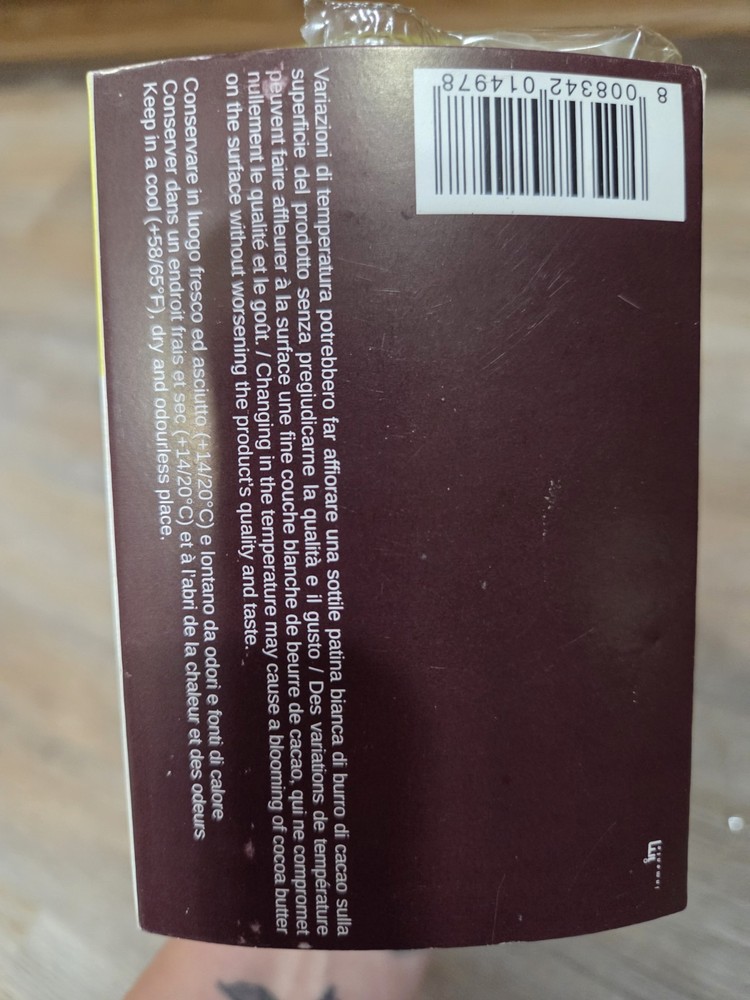 Variazioni di temperatura potrebbero far affiorare una sottile patina bianca di burro di cacao sulla
superficie del prodotto senza pregiudicarne la qualità e il gusto / Des variations de température
peuvent faire affleurer à la surface une fine couche blanche de beurre de cacao, qui ne compromet
nullement le qualité et le goût. / Changing in the temperature may cause a blooming of cocoa butter
on the surface without worsening the product's quality and taste.
Conservare in luogo fresco ed asciutto (+14/20°C) e lontano da odori e fonti di calore.
Conserver dans un endroit frais et sec (+14/20°C) et à l'abri de la chaleur et des odeurs
Keep in a cool (+58/65°F), dry and odourless place.
8 008342 014978